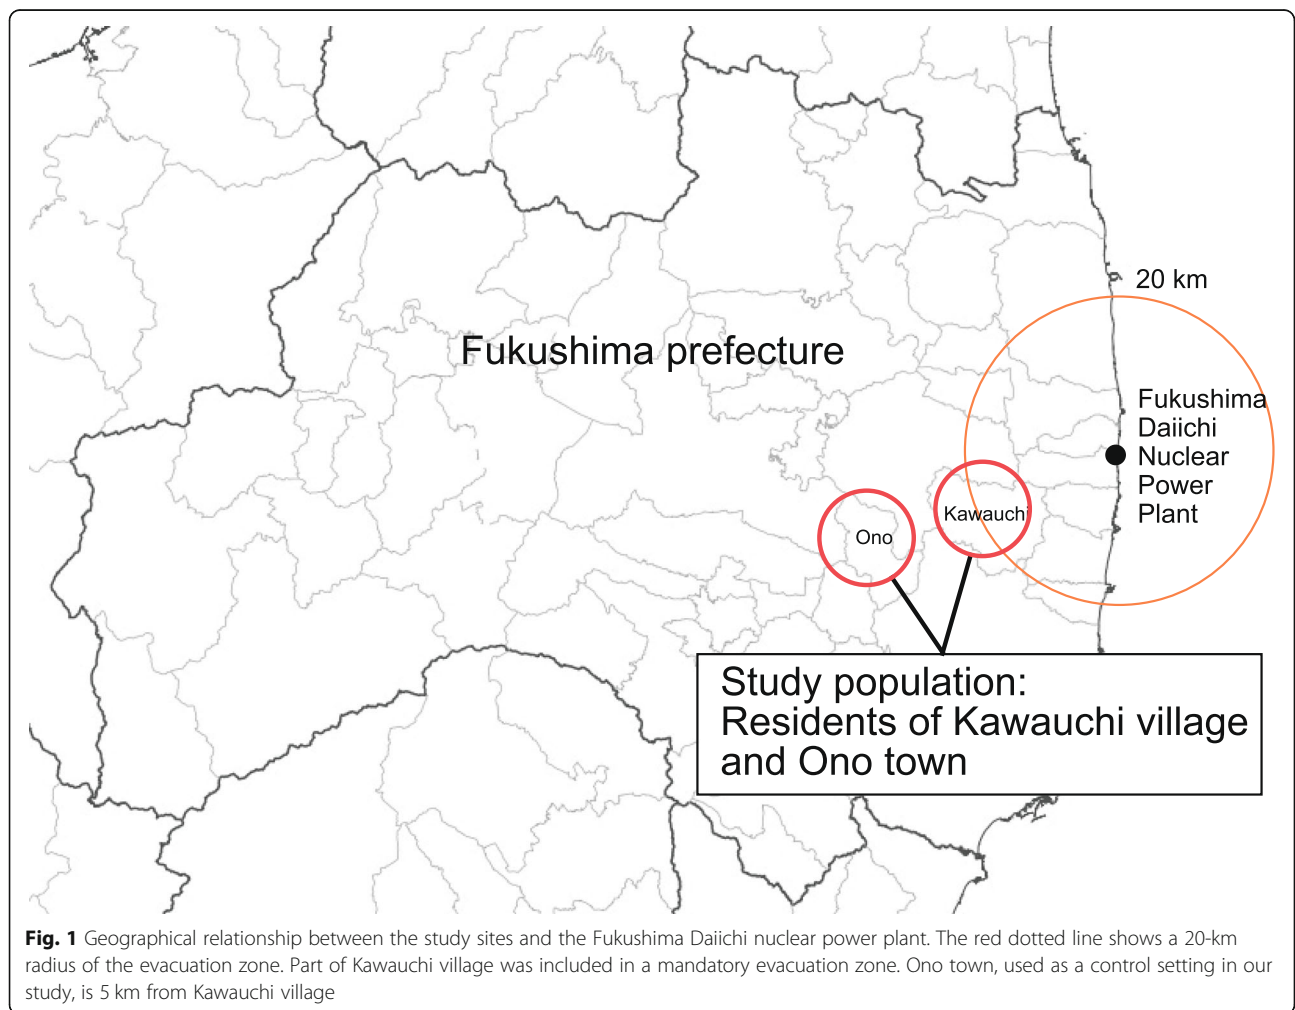 20 km
Fukushima prefecture
Fukushima
Daiichi
Nuclear
Power
Plant
Kawauchi
Ono
Study population:
Residents of Kawauchi village
and Ono town
Fig. 1 Geographical relationship between the study sites and the Fukushima Daiichi nuclear power plant. The red dotted line shows a 20-km
radius of the evacuation zone. Part of Kawauchi village was included in a mandatory evacuation zone. Ono town, used as a control setting in our
study, is 5 km from Kawauchi village